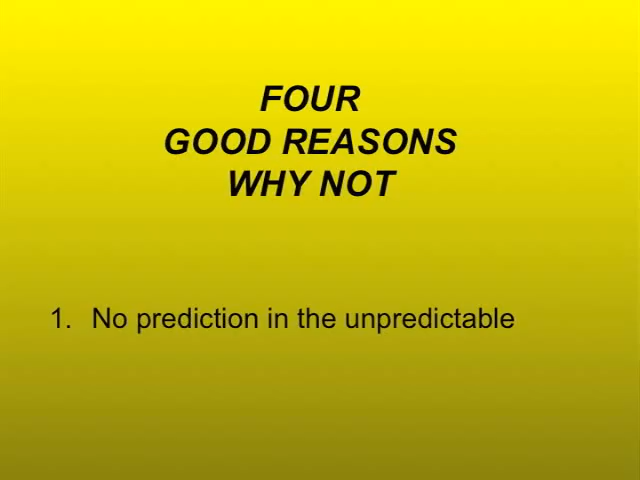 FOUR
GOOD REASONS
WHY NOT
1. No prediction in the unpredictable